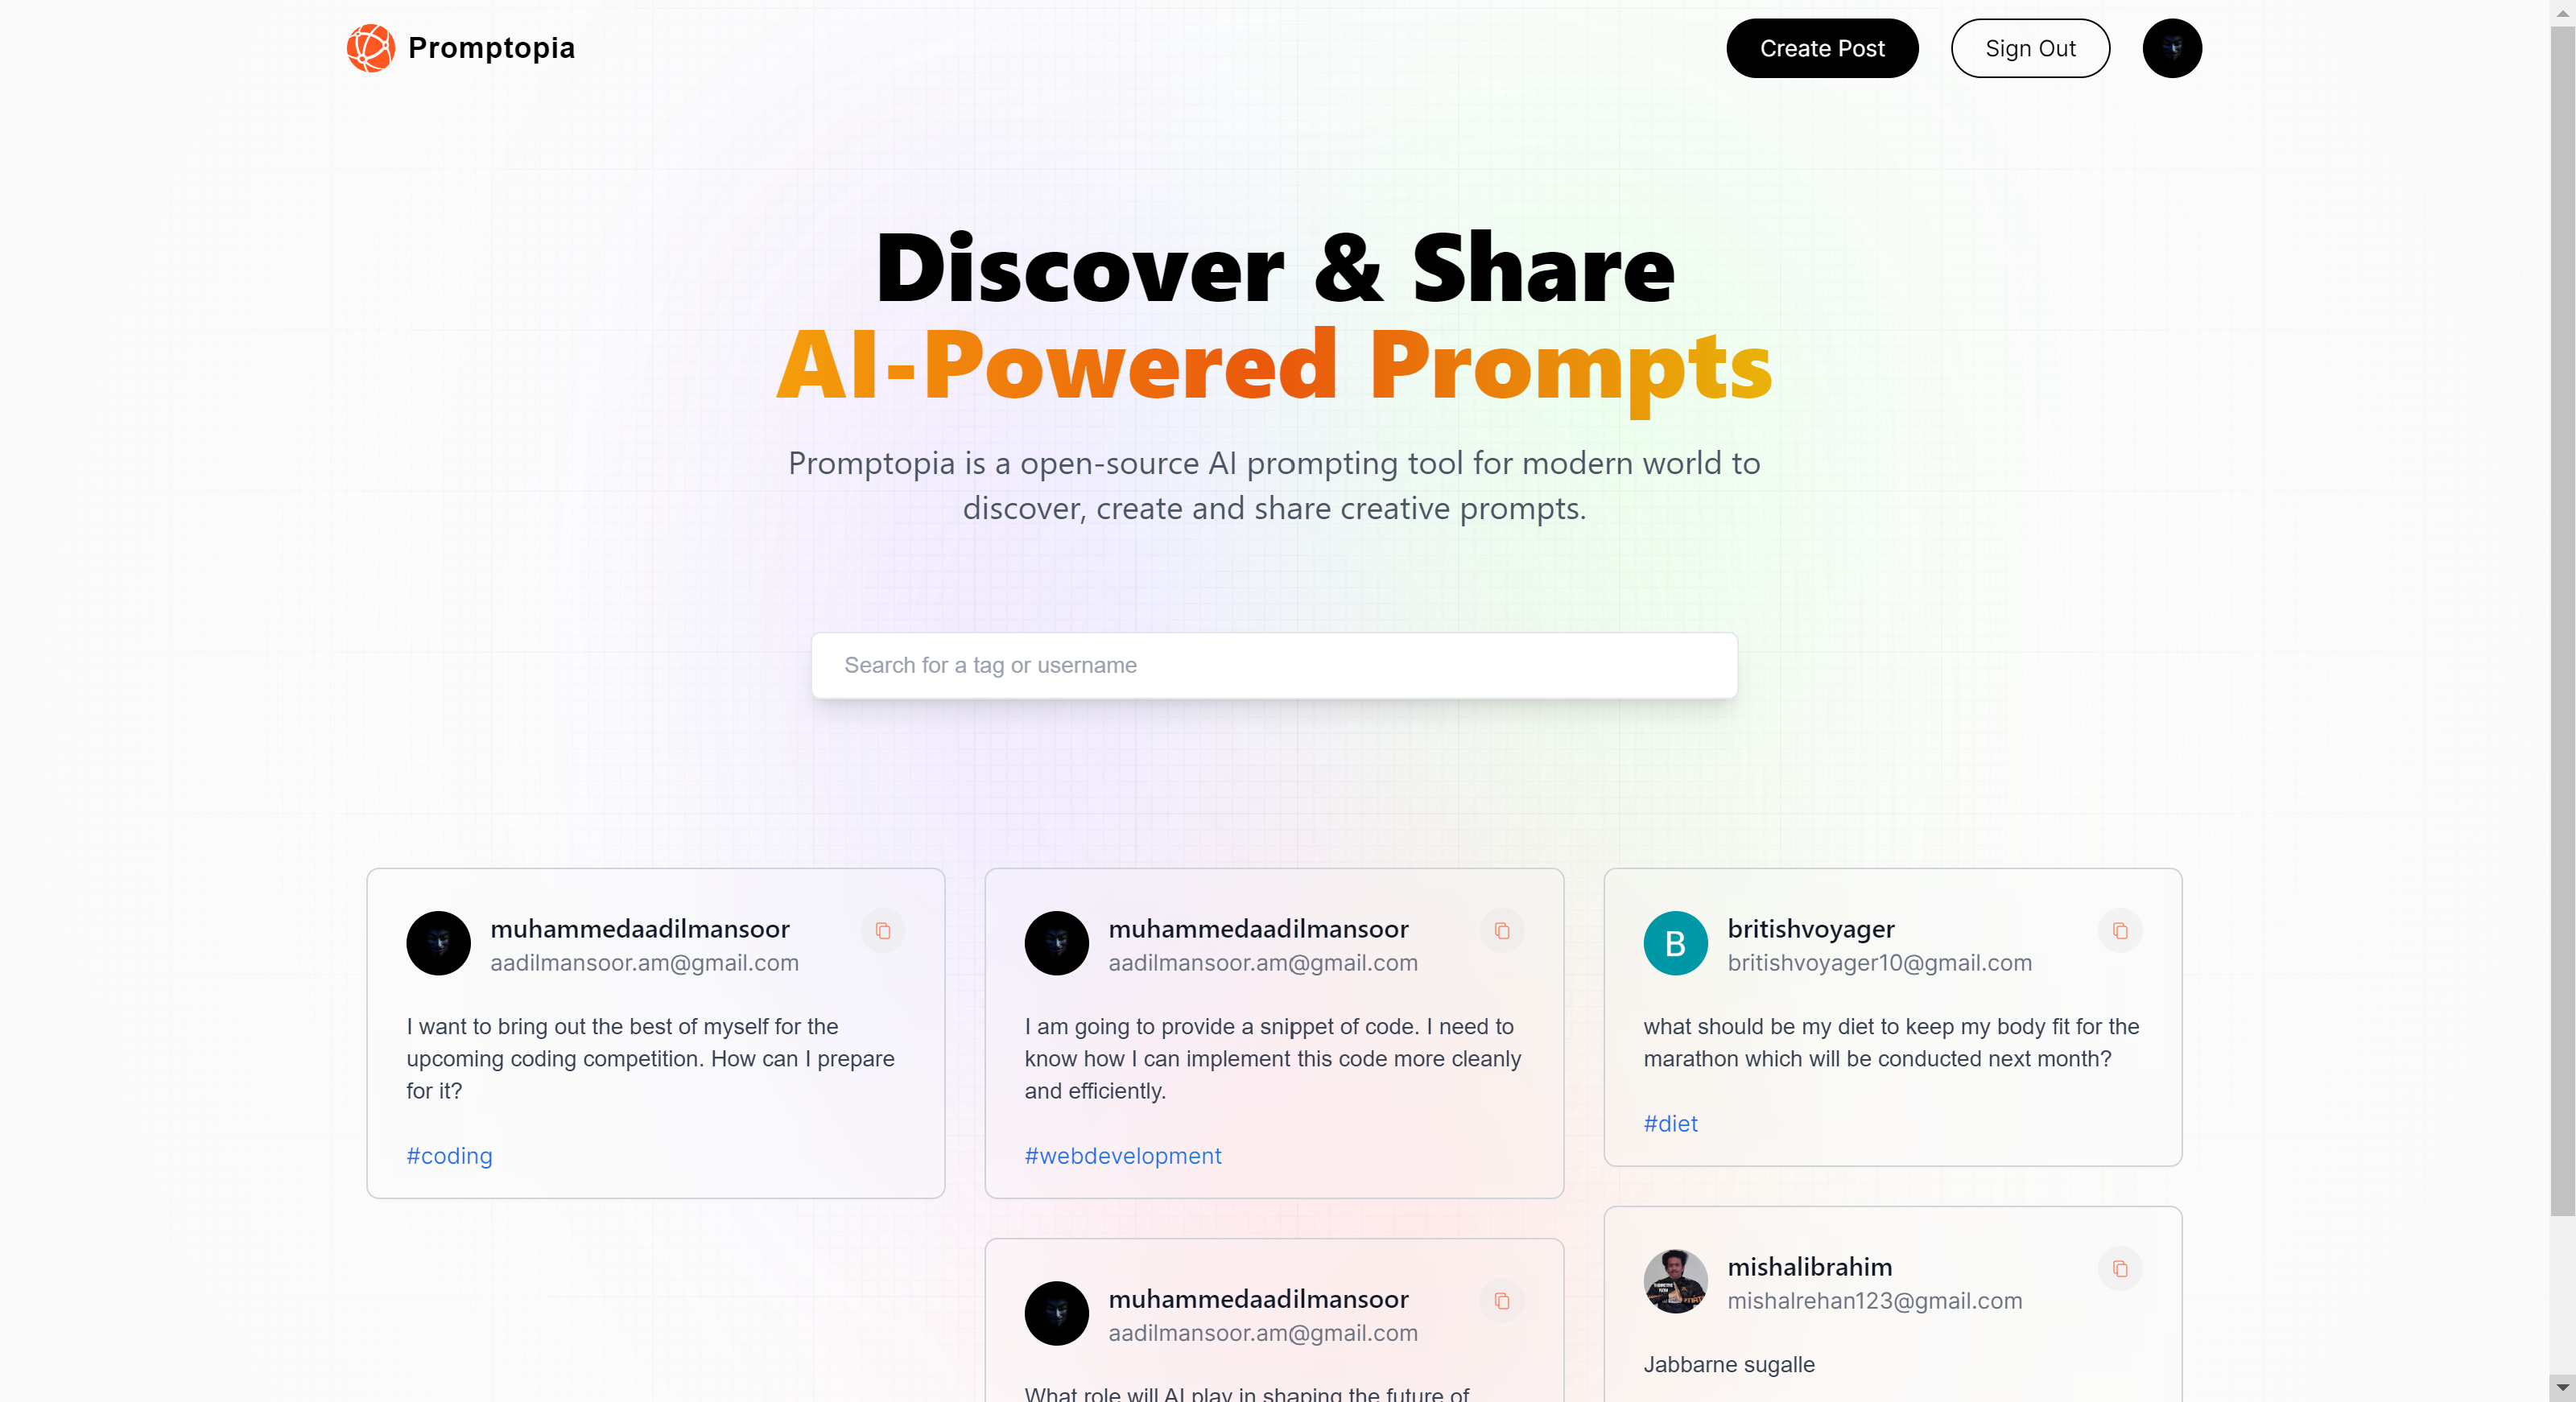 Promptopia
Create Post
Sign Out
Discover & Share
AI-Powered Prompts
Promptopia is a open-source AI prompting tool for modern world to
discover, create and share creative prompts.
Search for a tag or username
muhammedaadilmansoor
aadilmansoor.am@gmail.com
I want to bring out the best of myself for the
upcoming coding competition. How can I prepare
for it?
#coding
muhammedaadilmansoor
aadilmansoor.am@gmail.com
I am going to provide a snippet of code. I need to
know how I can implement this code more cleanly
and efficiently.
#webdevelopment
muhammedaadilmansoor
aadilmansoor.am@gmail.com
What role will AI play in shaping the future of
B
britishvoyager
britishvoyager10@gmail.com
what should be my diet to keep my body fit for the
marathon which will be conducted next month?
#diet
mishalibrahim
mishalrehan123@gmail.com
Jabbarne sugalle